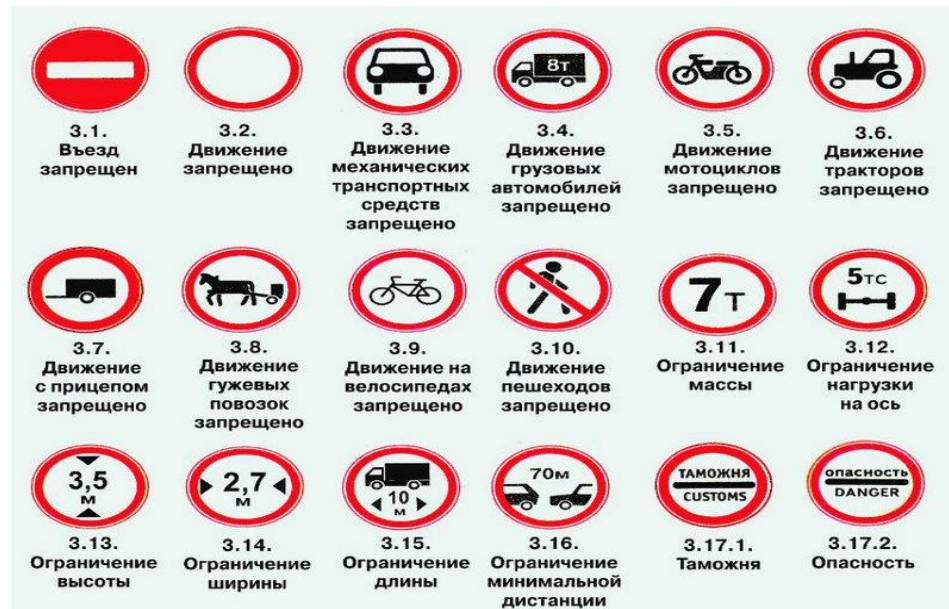 8т
3.1.
Въезд
запрещен
3.2.
Движение
запрещено
3.3.
Движение
механических
транспортных
средств
запрещено
3.4.
Движение
грузовых
автомобилей
запрещено
3.5.
Движение
мотоциклов
запрещено
3.6.
Движение
тракторов
запрещено
7т
5тс
3.7.
Движение
с прицепом
запрещено
3.8.
Движение
гужевых
повозок
запрещено
3.9.
Движение на
велосипедах
запрещено
3.10.
Движение
пешеходов
запрещено
3.11.
Ограничение
массы
3.12.
Ограничение
нагрузки
на ось
3,5
м
2,7
м
10
м
70м
ТАМОЖНЯ
CUSTOMS
ОПАСНОСТЬ
DANGER
3.13.
Ограничение
высоты
3.14.
Ограничение
ширины
3.15.
Ограничение
длины
3.16.
Ограничение
минимальной
дистанции
3.17.1.
Таможня
3.17.2.
Опасность